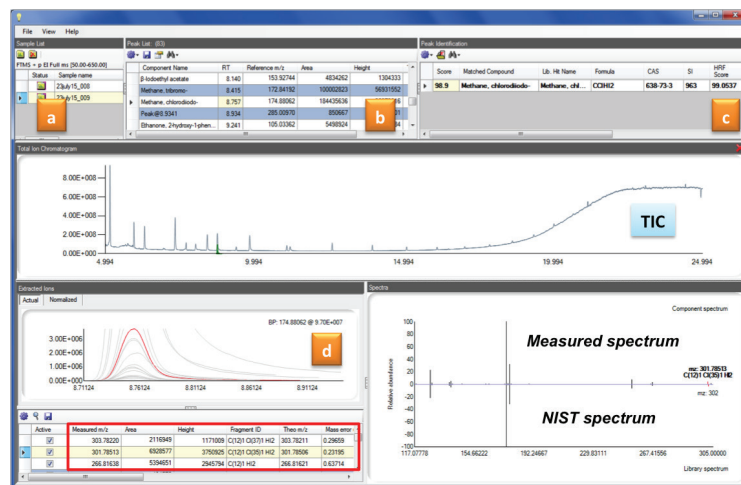 File View Help
Sample List
Peak List: (83)
Peak Identification
FTMS + p EI Full ms [50.00-650.00]
Status Sample name
23july15_008
23july15_009
a
Component Name RT Reference m/z Area Height
β-Iodoethyl acetate 8.140 153.92744 4834262 1304333
Methane, tribromo- 8.415 172.84192 100002823 56931552
Methane, chlorodiiodo- 8.757 174.88062 184435636
Peak@8.9341 8.934 285.00970 850667
Ethanone, 2-hydroxy-1-phen... 9.241 105.03362 5498924
b
Score Matched Compound Lib. Hit Name Formula CAS SI HRF Score
98.9 Methane, chlorodiiodo- Methane, chl... CClHI2 638-73-3 963 99.0537
c
Total Ion Chromatogram
8.00E+008
6.00E+008
4.00E+008
2.00E+008
0.00E+000
4.994 9.994 14.994 19.994 24.994
TIC
Extracted Ions
Actual Normalized
BP: 174.88062 @ 9.70E+007
3.00E+006
2.00E+006
1.00E+006
0.00E+000
8.71124 8.76124 8.81124 8.86124 8.91124
d
Active Measured m/z Area Height Fragment ID Theo m/z Mass error
303.78220 2116949 1171009 C(12)1 Cl(37)1 HI2 303.78211 0.29659
301.78513 6928577 3750925 C(12)1 Cl(35)1 HI2 301.78506 0.23195
266.81638 5394651 2945794 C(12)1 HI2 266.81621 0.63714
Spectra
Component spectrum
Relative abundance
100
80
60
40
20
0
-20
-40
-60
-80
-100
Measured spectrum
mz: 301.78513
C(12)1 Cl(35)1 HI2
mz: 302
NIST spectrum
117.07778 154.66222 192.24667 229.83111 267.41556 305.00000
Library spectrum